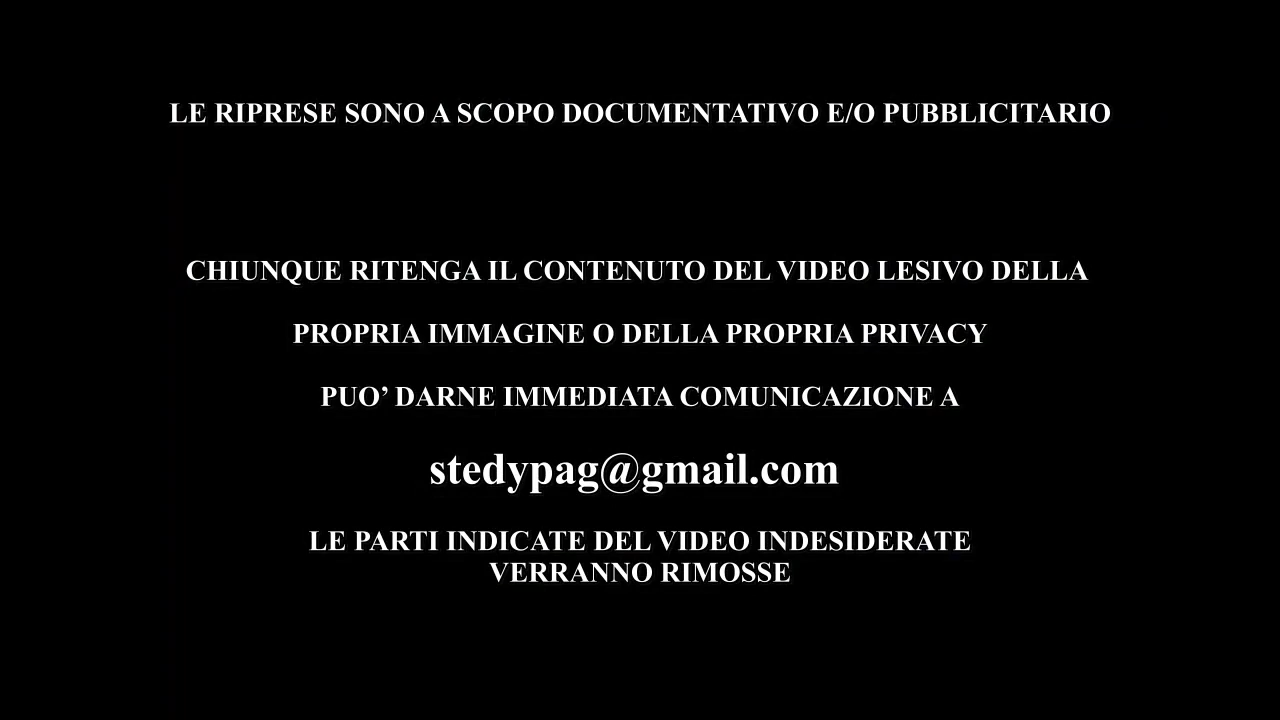 LE RIPRESE SONO A SCOPO DOCUMENTATIVO E/O PUBBLICITARIO
CHIUNQUE RITENGA IL CONTENUTO DEL VIDEO LESIVO DELLA
PROPRIA IMMAGINE O DELLA PROPRIA PRIVACY
PUO’ DARNE IMMEDIATA COMUNICAZIONE A
stedypag@gmail.com
LE PARTI INDICATE DEL VIDEO INDESIDERATE
VERRANNO RIMOSSE